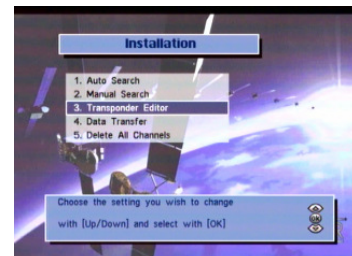 Installation
1. Auto Search
2. Manual Search
3. Transponder Editor
4. Data Transfer
5. Delete All Channels
Choose the setting you wish to change
with [Up/Down] and select with [OK]
ok